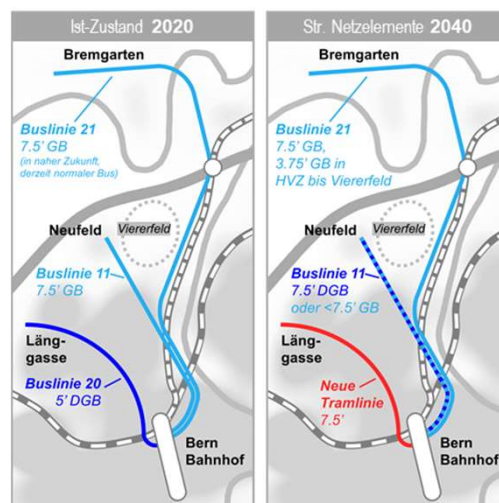 Ist-Zustand 2020
Bremgarten
Buslinie 21
7.5' GB
(in naher Zukunft,
derzeit normaler Bus)
Neufeld
Viererfeld
Buslinie 11
7.5' GB
Läng-
gasse
Buslinie 20
5' DGB
Bern
Bahnhof
Str. Netzelemente 2040
Bremgarten
Buslinie 21
7.5' GB,
3.75' GB in
HVZ bis Viererfeld
Neufeld
Viererfeld
Buslinie 11
7.5' DGB
oder <7.5' GB
Läng-
gasse
Neue
Tramlinie
7.5'
Bern
Bahnhof